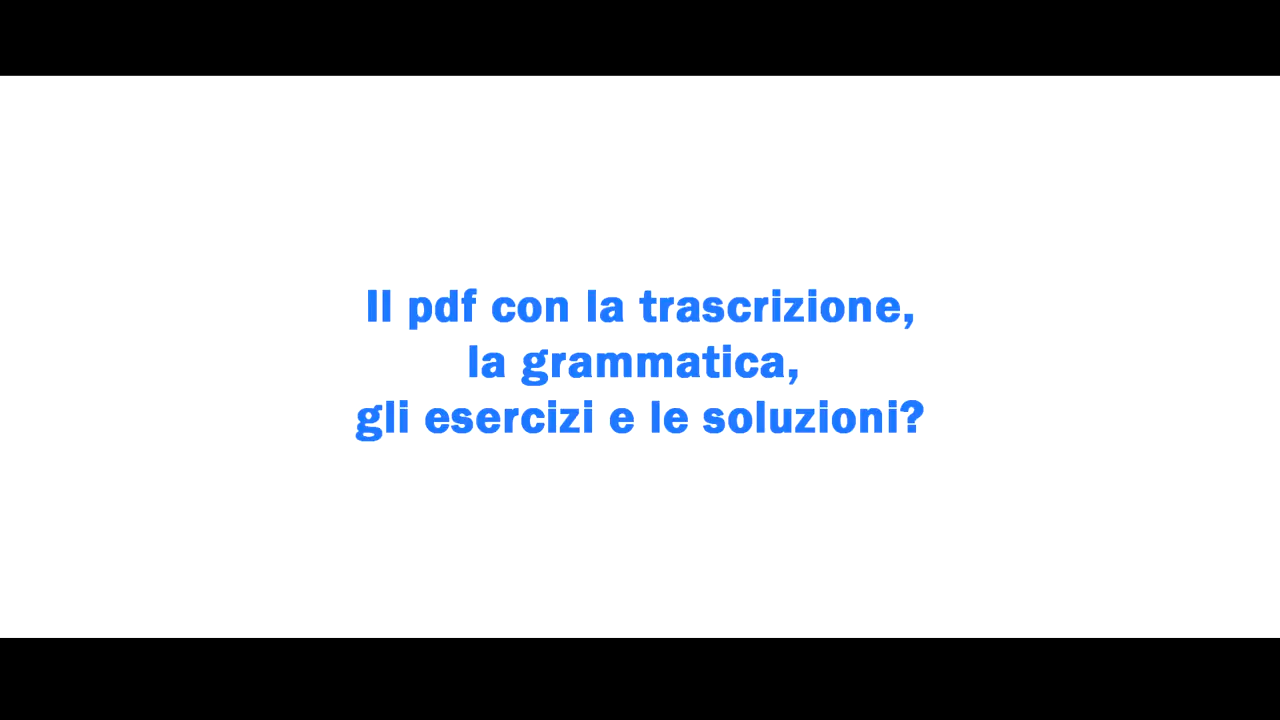 Il pdf con la trascrizione,
la grammatica,
gli esercizi e le soluzioni?